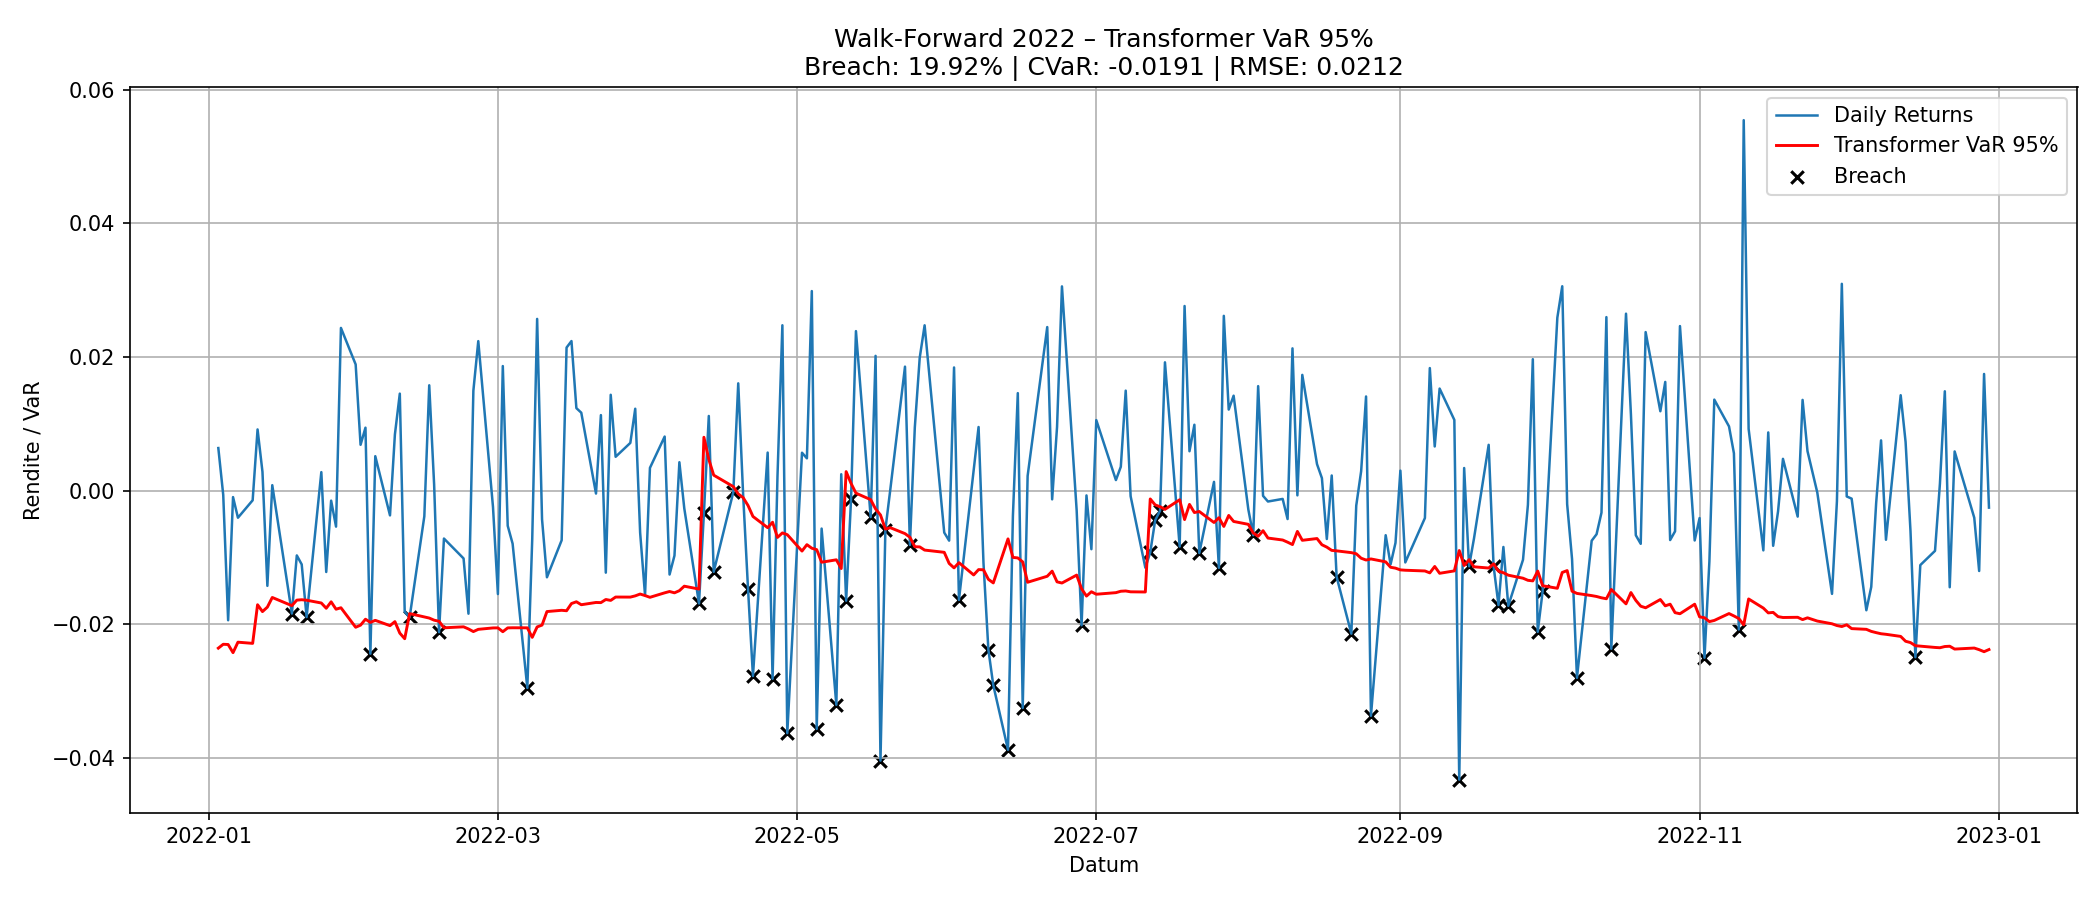 Walk-Forward 2022 – Transformer VaR 95%
Breach: 19.92% | CVaR: -0.0191 | RMSE: 0.0212
Daily Returns
Transformer VaR 95%
Breach
Rendite / VaR
0.06
0.04
0.02
0.00
−0.02
−0.04
2022-01
2022-03
2022-05
2022-07
2022-09
2022-11
2023-01
Datum